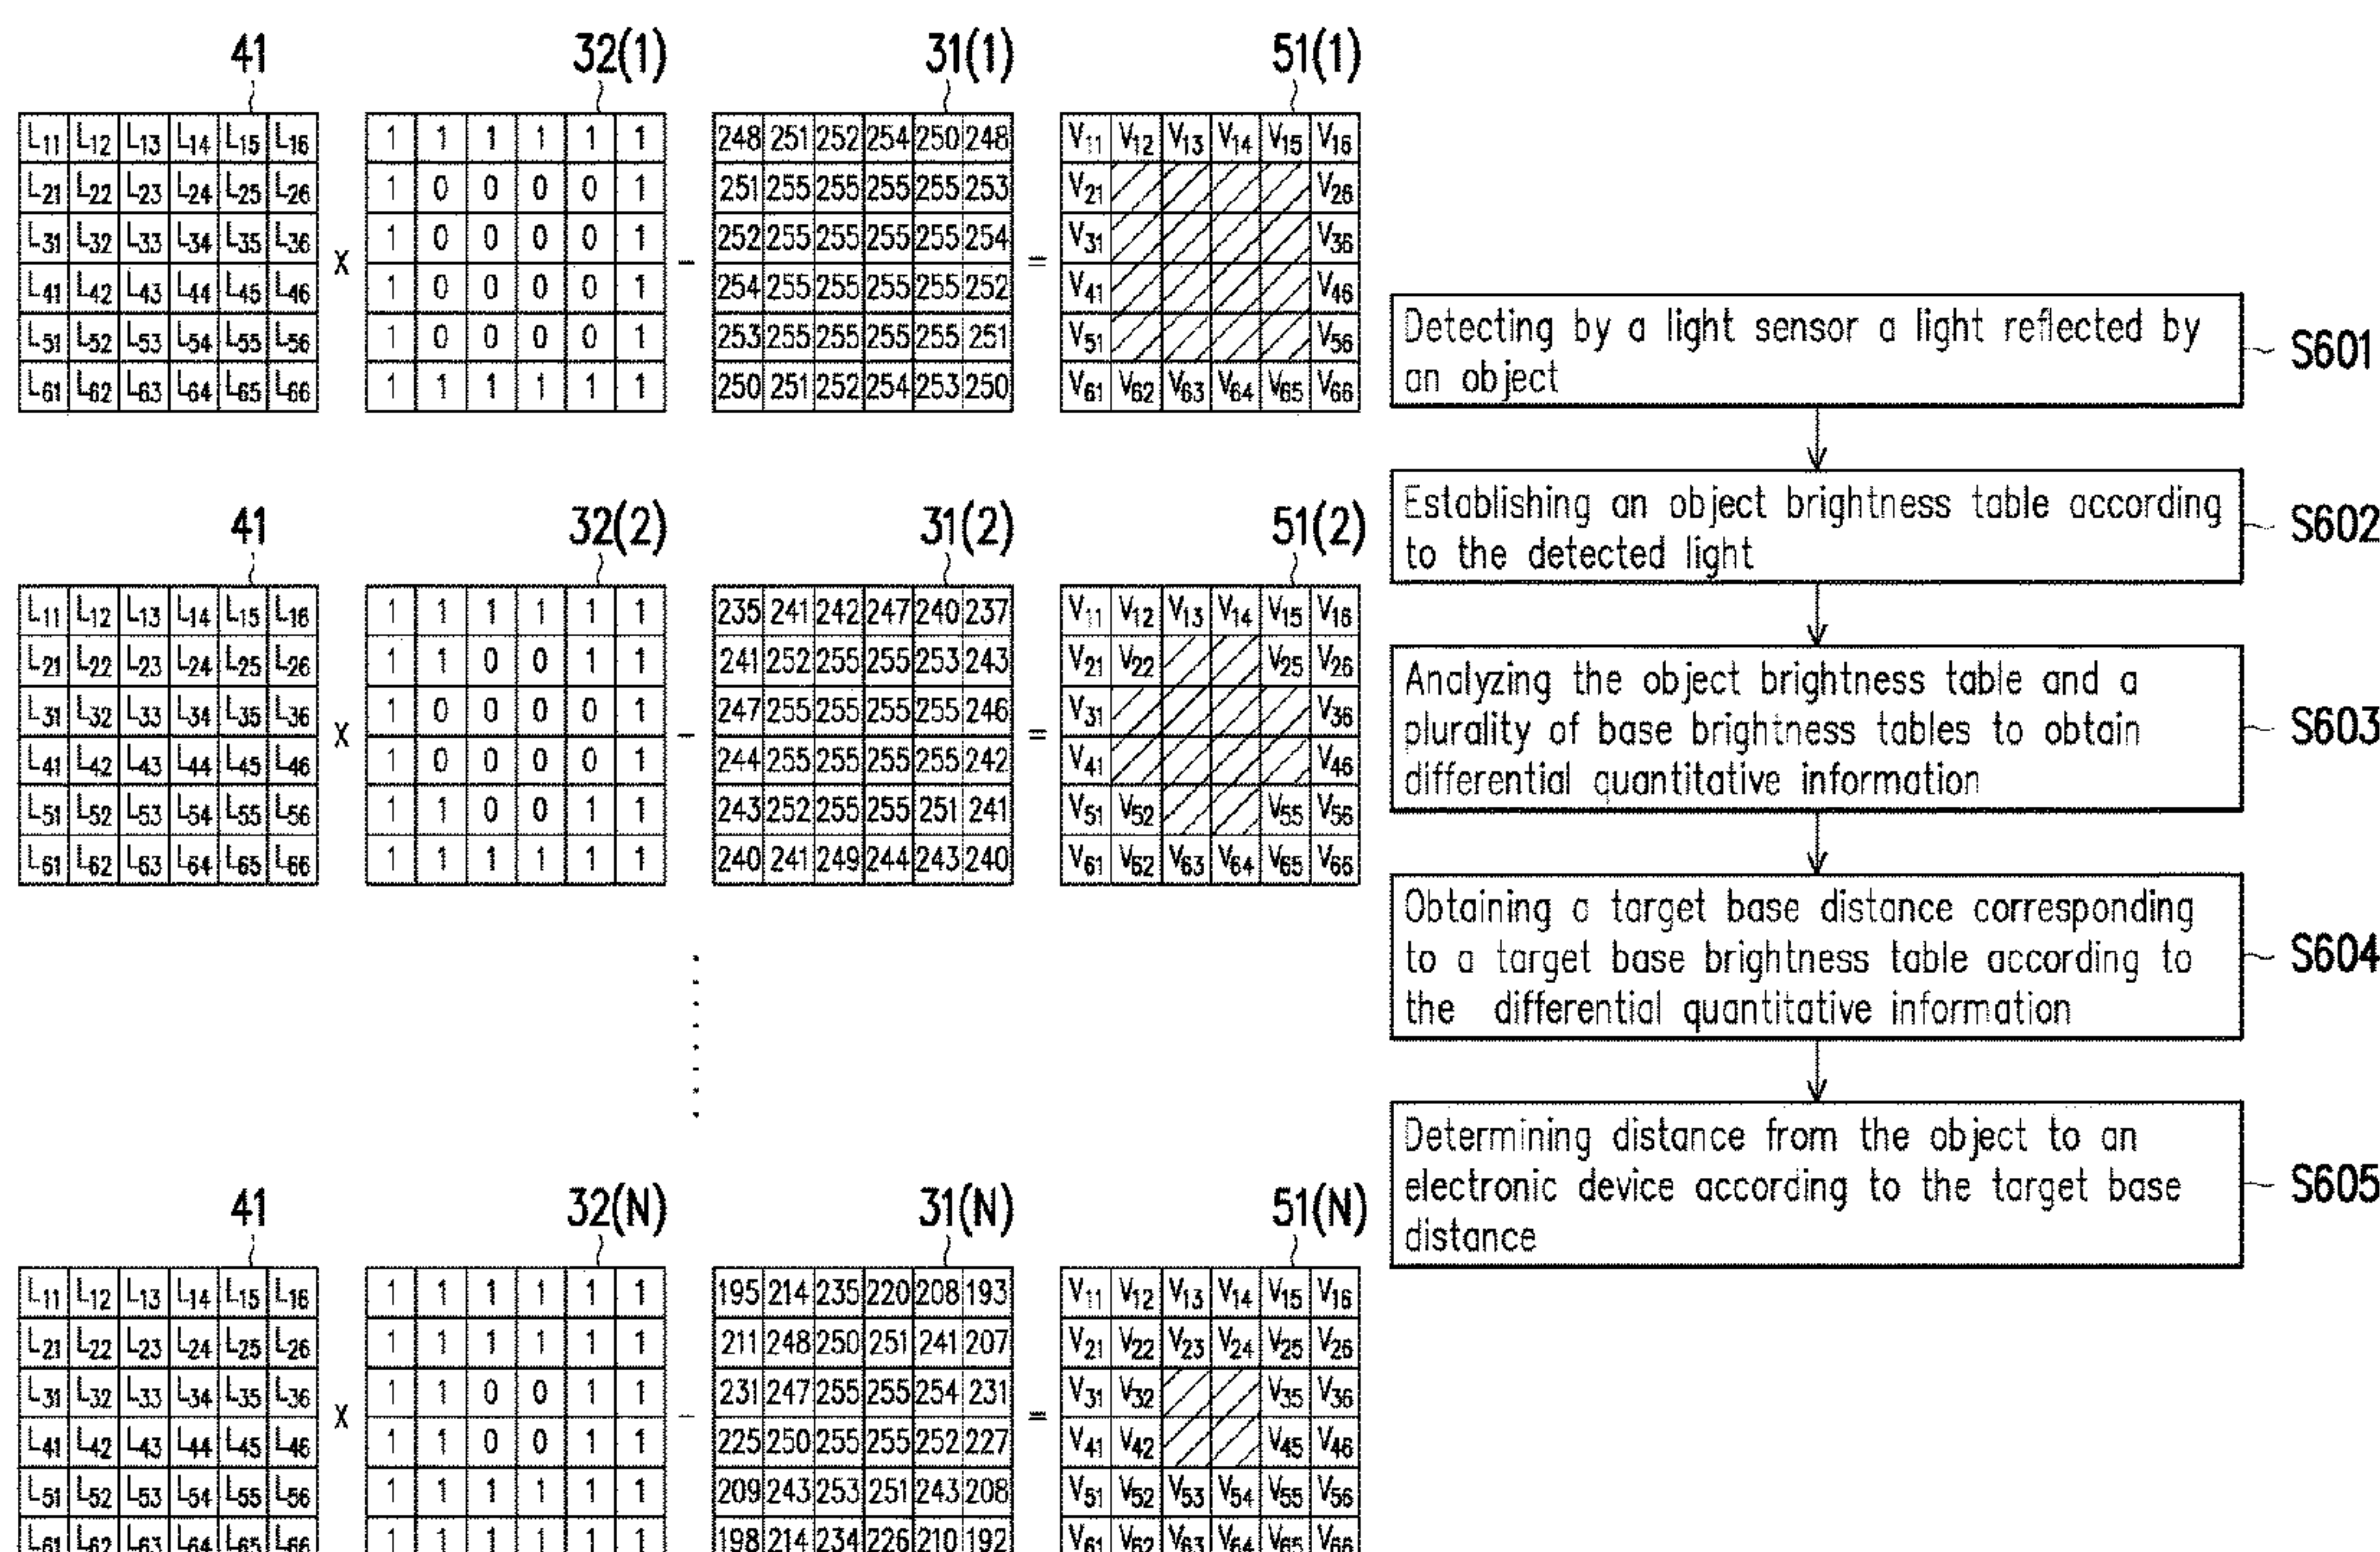 41 32(1) 31(1) 51(1)
L11 L12 L13 L14 L15 L16 1 1 1 1 1 1 248 251 252 254 250 248 V11 V12 V13 V14 V15 V16
L21 L22 L23 L24 L25 L26 1 0 0 0 0 1 251 255 255 255 255 253 V21 V26
L31 L32 L33 L34 L35 L36 1 0 0 0 0 1 252 255 255 255 255 254 V31 V36
x - =
L41 L42 L43 L44 L45 L46 1 0 0 0 0 1 254 255 255 255 255 252 V41 V46
L51 L52 L53 L54 L55 L56 1 0 0 0 0 1 253 255 255 255 255 251 V51 V56
L61 L62 L63 L64 L65 L66 1 1 1 1 1 1 250 251 252 254 253 250 V61 V62 V63 V64 V65 V66
41 32(2) 31(2) 51(2)
L11 L12 L13 L14 L15 L16 1 1 1 1 1 1 235 241 242 247 240 237 V11 V12 V13 V14 V15 V16
L21 L22 L23 L24 L25 L26 1 1 0 0 1 1 241 252 255 255 253 243 V21 V22 V25 V26
L31 L32 L33 L34 L35 L36 1 0 0 0 0 1 247 255 255 255 255 246 V31 V36
x - =
L41 L42 L43 L44 L45 L46 1 0 0 0 0 1 244 255 255 255 255 242 V41 V46
L51 L52 L53 L54 L55 L56 1 1 0 0 1 1 243 252 255 255 251 241 V51 V52 V55 V56
L61 L62 L63 L64 L65 L66 1 1 1 1 1 1 240 241 249 244 243 240 V61 V62 V63 V64 V65 V66
41 32(N) 31(N) 51(N)
L11 L12 L13 L14 L15 L16 1 1 1 1 1 1 195 214 235 220 208 193 V11 V12 V13 V14 V15 V16
L21 L22 L23 L24 L25 L26 1 1 1 1 1 1 211 248 250 251 241 207 V21 V22 V23 V24 V25 V26
L31 L32 L33 L34 L35 L36 1 1 0 0 1 1 231 247 255 255 254 231 V31 V32 V35 V36
x - =
L41 L42 L43 L44 L45 L46 1 1 0 0 1 1 225 250 255 255 252 227 V41 V42 V45 V46
L51 L52 L53 L54 L55 L56 1 1 1 1 1 1 209 243 253 251 243 208 V51 V52 V53 V54 V55 V56
L61 L62 L63 L64 L65 L66 1 1 1 1 1 1 198 214 234 226 210 192 V61 V62 V63 V64 V65 V66
Detecting by a light sensor a light reflected by
an object
S601
Establishing an object brightness table according
to the detected light
S602
Analyzing the object brightness table and a
plurality of base brightness tables to obtain
differential quantitative information
S603
Obtaining a target base distance corresponding
to a target base brightness table according to
the differential quantitative information
S604
Determining distance from the object to an
electronic device according to the target base
distance
S605